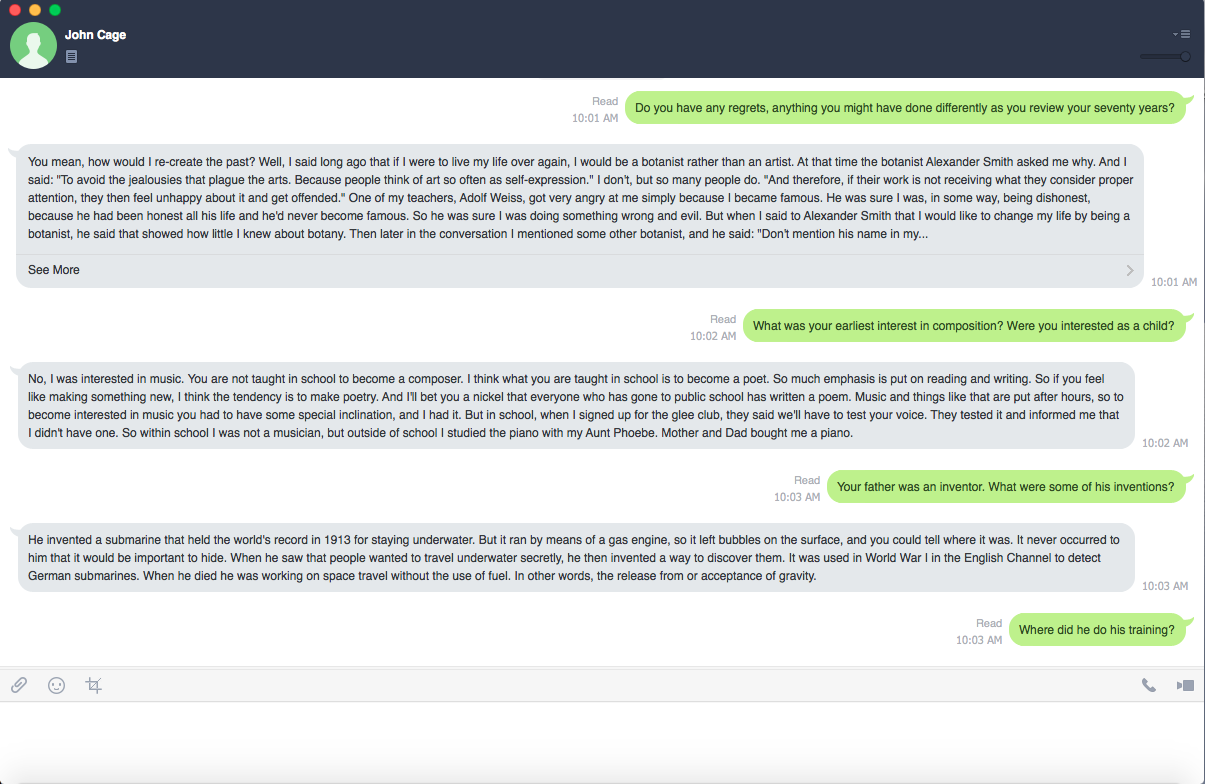 John Cage
Read
10:01 AM
Do you have any regrets, anything you might have done differently as you review your seventy years?
You mean, how would I re-create the past? Well, I said long ago that if I were to live my life over again, I would be a botanist rather than an artist. At that time the botanist Alexander Smith asked me why. And I
said: "To avoid the jealousies that plague the arts. Because people think of art so often as self-expression." I don't, but so many people do. "And therefore, if their work is not receiving what they consider proper
attention, they then feel unhappy about it and get offended." One of my teachers, Adolf Weiss, got very angry at me simply because I became famous. He was sure I was, in some way, being dishonest,
because he had been honest all his life and he'd never become famous. So he was sure I was doing something wrong and evil. But when I said to Alexander Smith that I would like to change my life by being a
botanist, he said that showed how little I knew about botany. Then later in the conversation I mentioned some other botanist, and he said: "Don't mention his name in my...
See More
10:01 AM
Read
10:02 AM
What was your earliest interest in composition? Were you interested as a child?
No, I was interested in music. You are not taught in school to become a composer. I think what you are taught in school is to become a poet. So much emphasis is put on reading and writing. So if you feel
like making something new, I think the tendency is to make poetry. And I'll bet you a nickel that everyone who has gone to public school has written a poem. Music and things like that are put after hours, so to
become interested in music you had to have some special inclination, and I had it. But in school, when I signed up for the glee club, they said we'll have to test your voice. They tested it and informed me that
I didn't have one. So within school I was not a musician, but outside of school I studied the piano with my Aunt Phoebe. Mother and Dad bought me a piano.
10:02 AM
Read
10:03 AM
Your father was an inventor. What were some of his inventions?
He invented a submarine that held the world's record in 1913 for staying underwater. But it ran by means of a gas engine, so it left bubbles on the surface, and you could tell where it was. It never occurred to
him that it would be important to hide. When he saw that people wanted to travel underwater secretly, he then invented a way to discover them. It was used in World War I in the English Channel to detect
German submarines. When he died he was working on space travel without the use of fuel. In other words, the release from or acceptance of gravity.
10:03 AM
Read
10:03 AM
Where did he do his training?